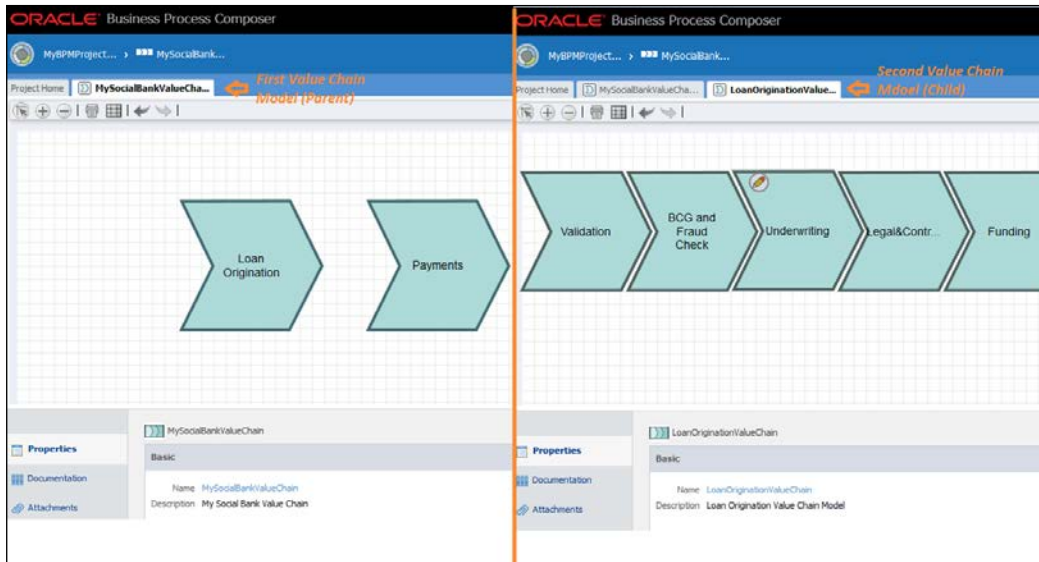 ORACLE Business Process Composer
MyBPMProject... › MySocialBank...
Project Home MySocialBankValueCha...
First Value Chain
Model (Parent)
Loan
Origination
Payments
MySocialBankValueChain
Properties
Basic
Documentation
Name MySocialBankValueChain
Attachments
Description My Social Bank Value Chain
ORACLE Business Process Composer
MyBPMProject... › MySocialBank...
Project Home MySocialBankValueCha... LoanOriginationValue...
Second Value Chain
Mdoel (Child)
Validation
BCG and
Fraud
Check
Underwriting
Legal&Contr...
Funding
LoanOriginationValueChain
Properties
Basic
Documentation
Name LoanOriginationValueChain
Attachments
Description Loan Origination Value Chain Model